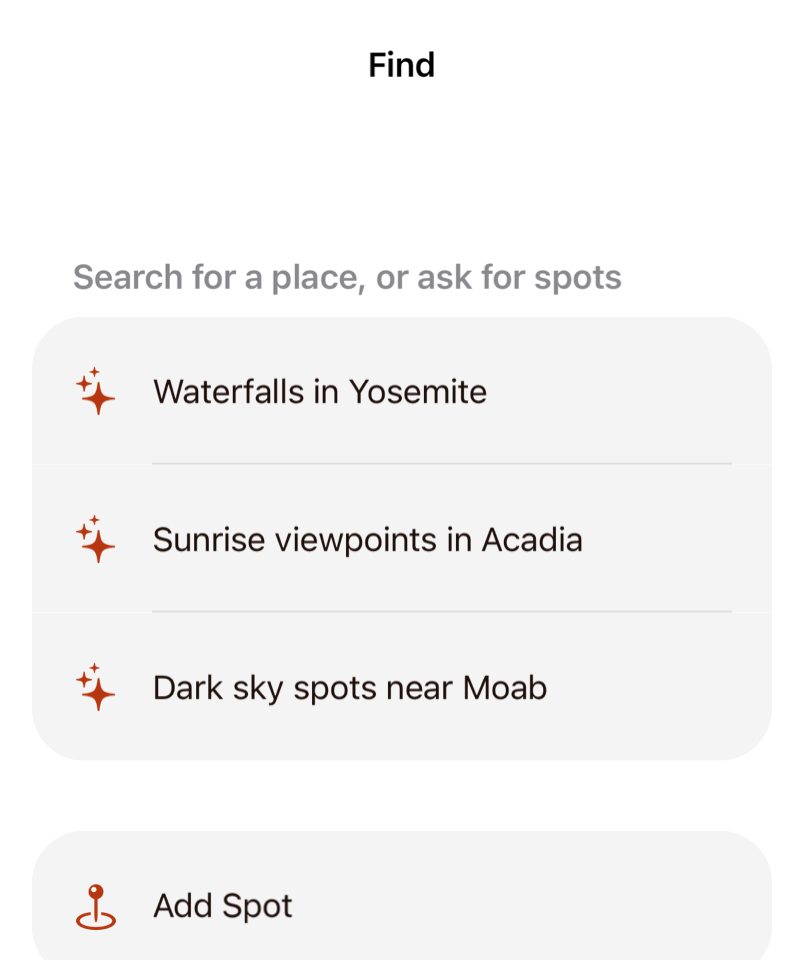 Find
Search for a place, or ask for spots
Waterfalls in Yosemite
Sunrise viewpoints in Acadia
Dark sky spots near Moab
Add Spot